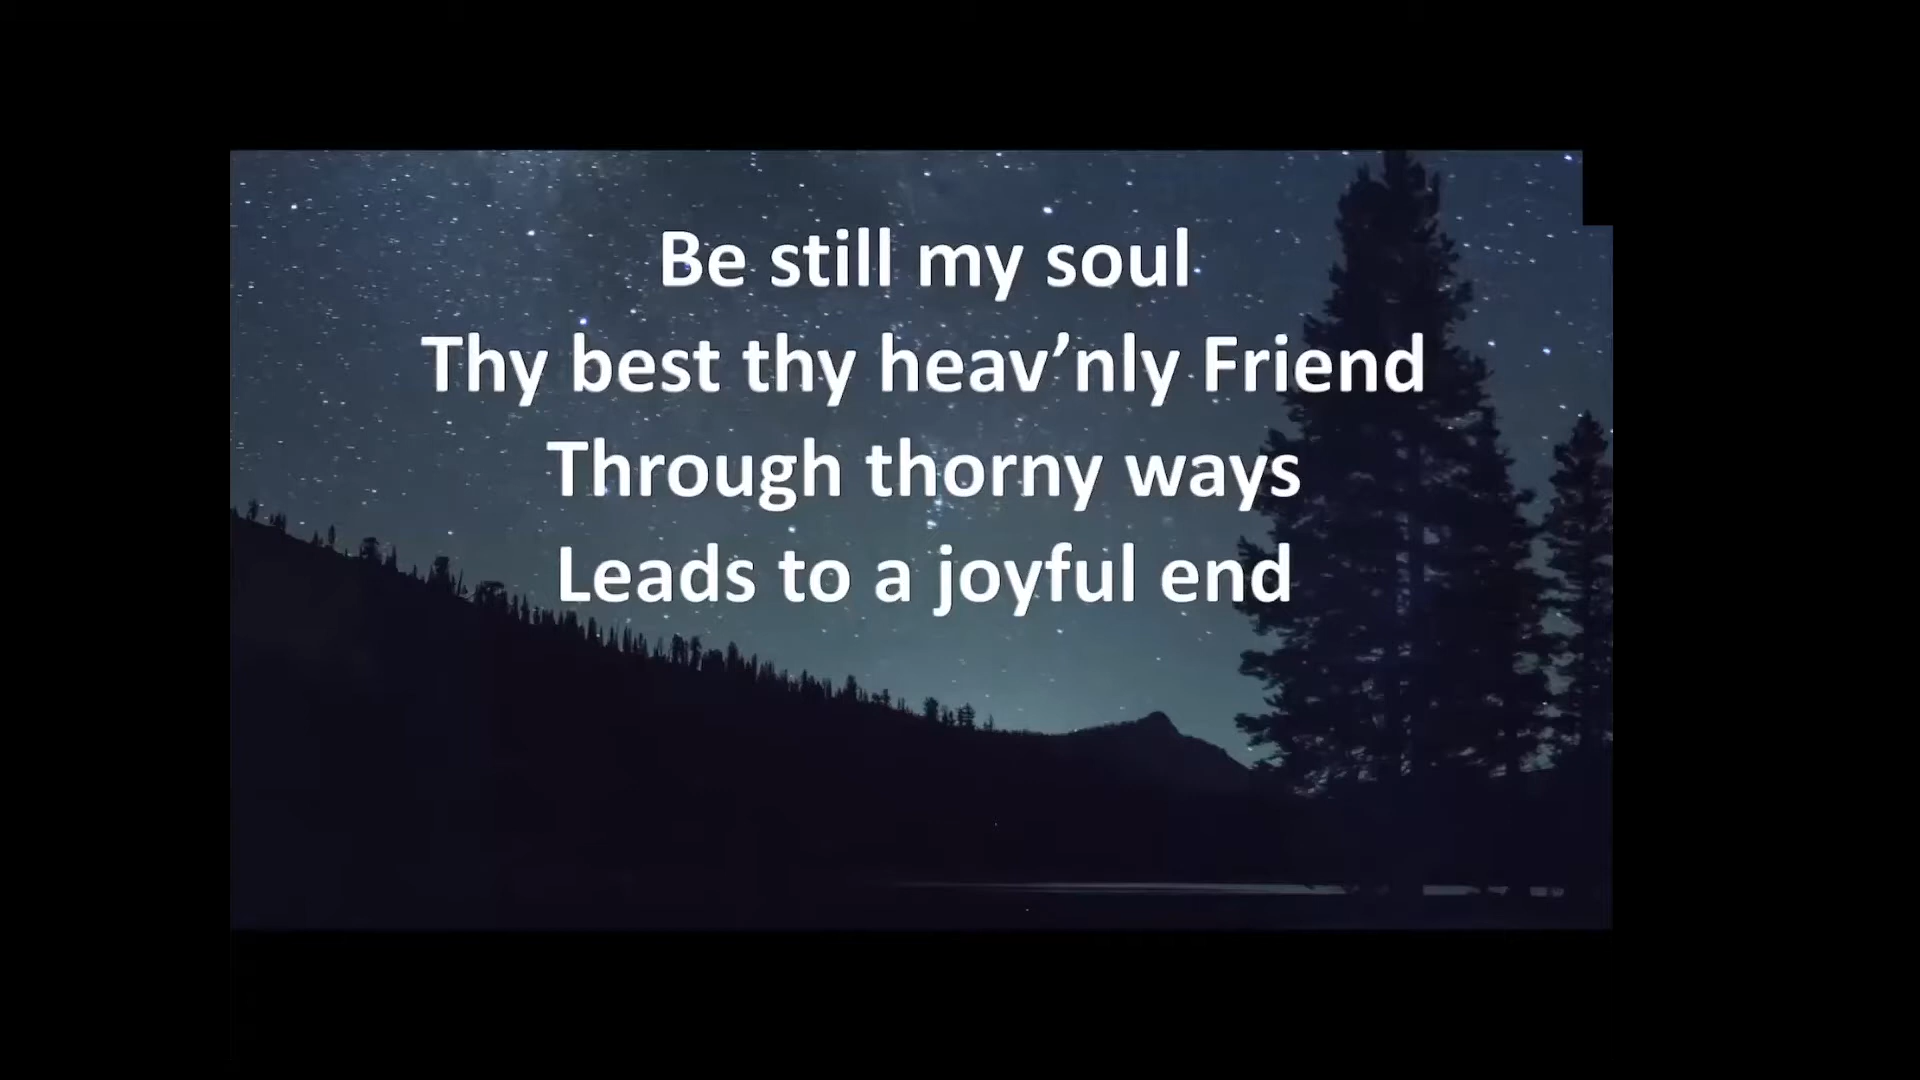 Be still my soul
Thy best thy heav’nly Friend
Through thorny ways
Leads to a joyful end